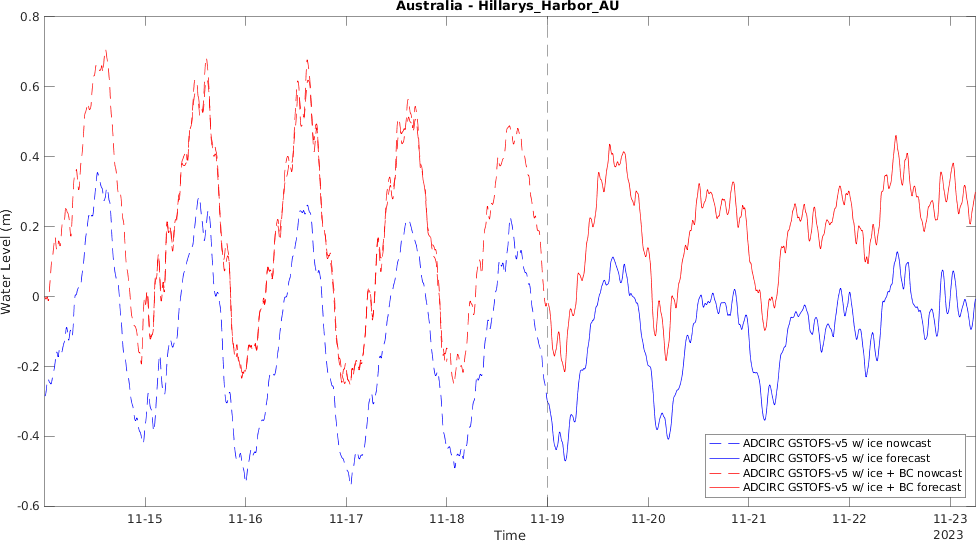 Australia - Hillarys_Harbor_AU
Water Level (m)
0.8
0.6
0.4
0.2
0
-0.2
-0.4
-0.6
11-15
11-16
11-17
11-18
11-19
11-20
11-21
11-22
11-23
2023
Time
ADCIRC GSTOFS-v5 w/ ice nowcast
ADCIRC GSTOFS-v5 w/ ice forecast
ADCIRC GSTOFS-v5 w/ ice + BC nowcast
ADCIRC GSTOFS-v5 w/ ice + BC forecast